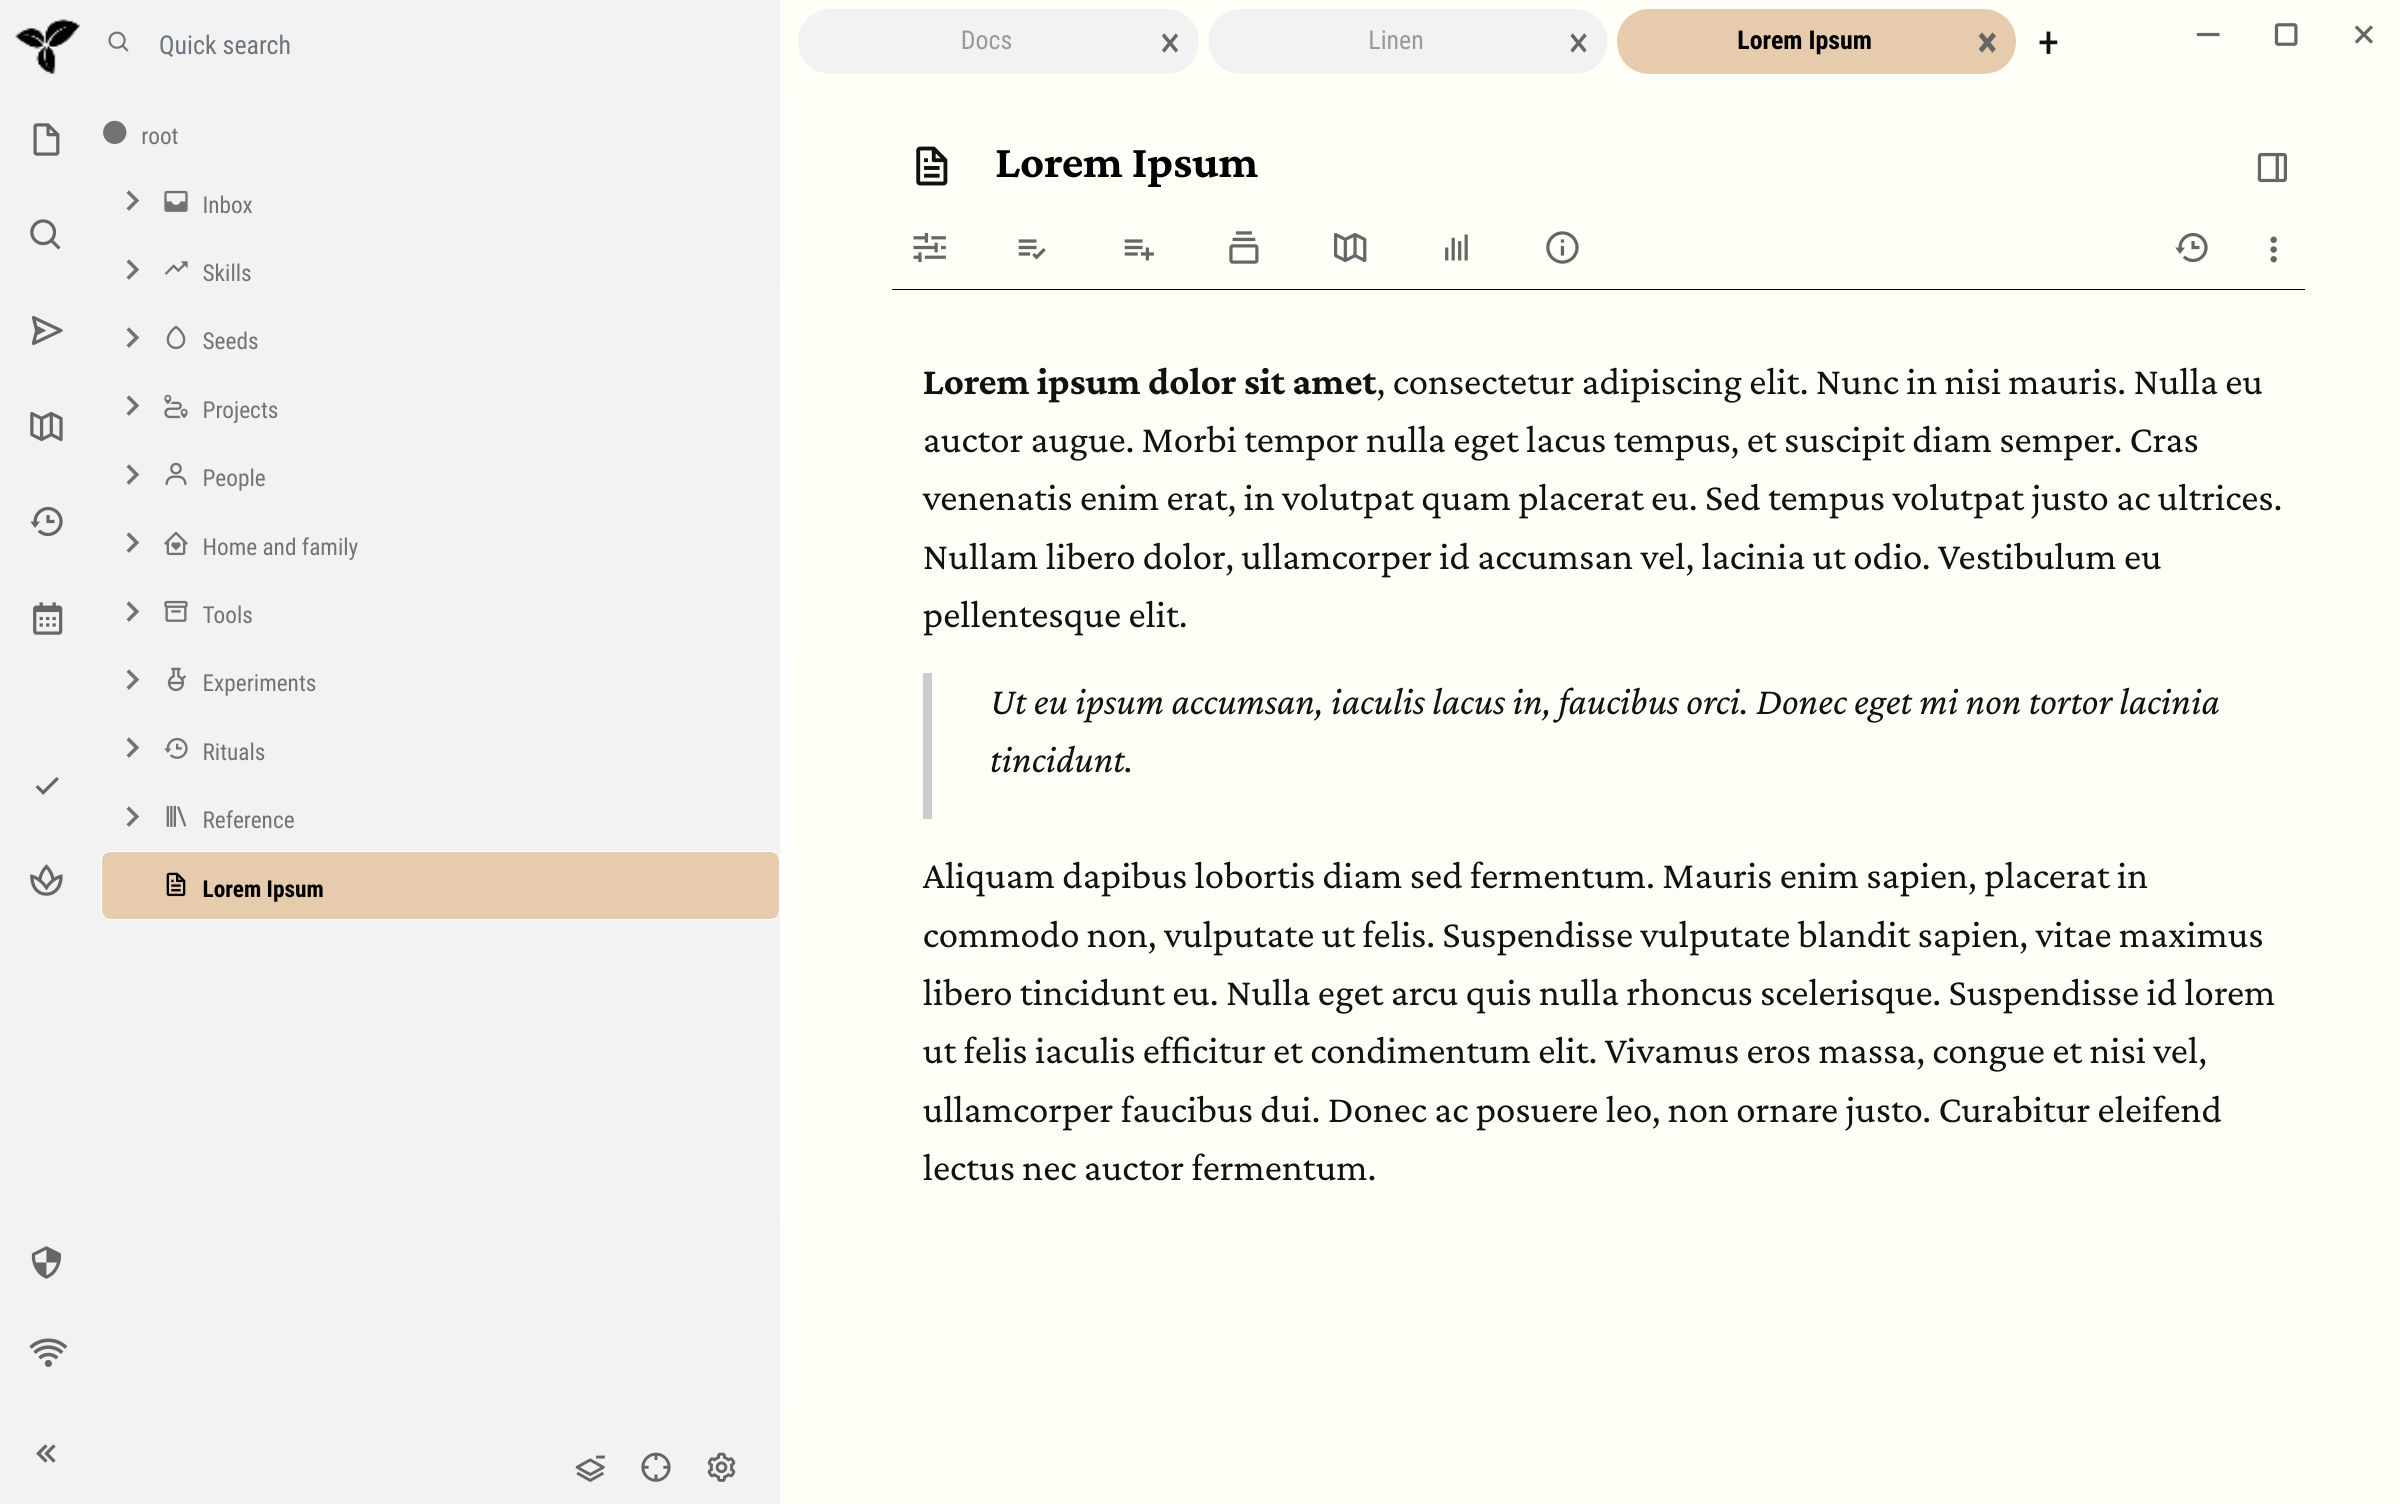 Quick search
root
Inbox
Skills
Seeds
Projects
People
Home and family
Tools
Experiments
Rituals
Reference
Lorem Ipsum
Docs
Linen
Lorem Ipsum
Lorem Ipsum
Lorem ipsum dolor sit amet, consectetur adipiscing elit. Nunc in nisi mauris. Nulla eu
auctor augue. Morbi tempor nulla eget lacus tempus, et suscipit diam semper. Cras
venenatis enim erat, in volutpat quam placerat eu. Sed tempus volutpat justo ac ultrices.
Nullam libero dolor, ullamcorper id accumsan vel, lacinia ut odio. Vestibulum eu
pellentesque elit.
Ut eu ipsum accumsan, iaculis lacus in, faucibus orci. Donec eget mi non tortor lacinia
tincidunt.
Aliquam dapibus lobortis diam sed fermentum. Mauris enim sapien, placerat in
commodo non, vulputate ut felis. Suspendisse vulputate blandit sapien, vitae maximus
libero tincidunt eu. Nulla eget arcu quis nulla rhoncus scelerisque. Suspendisse id lorem
ut felis iaculis efficitur et condimentum elit. Vivamus eros massa, congue et nisi vel,
ullamcorper faucibus dui. Donec ac posuere leo, non ornare justo. Curabitur eleifend
lectus nec auctor fermentum.